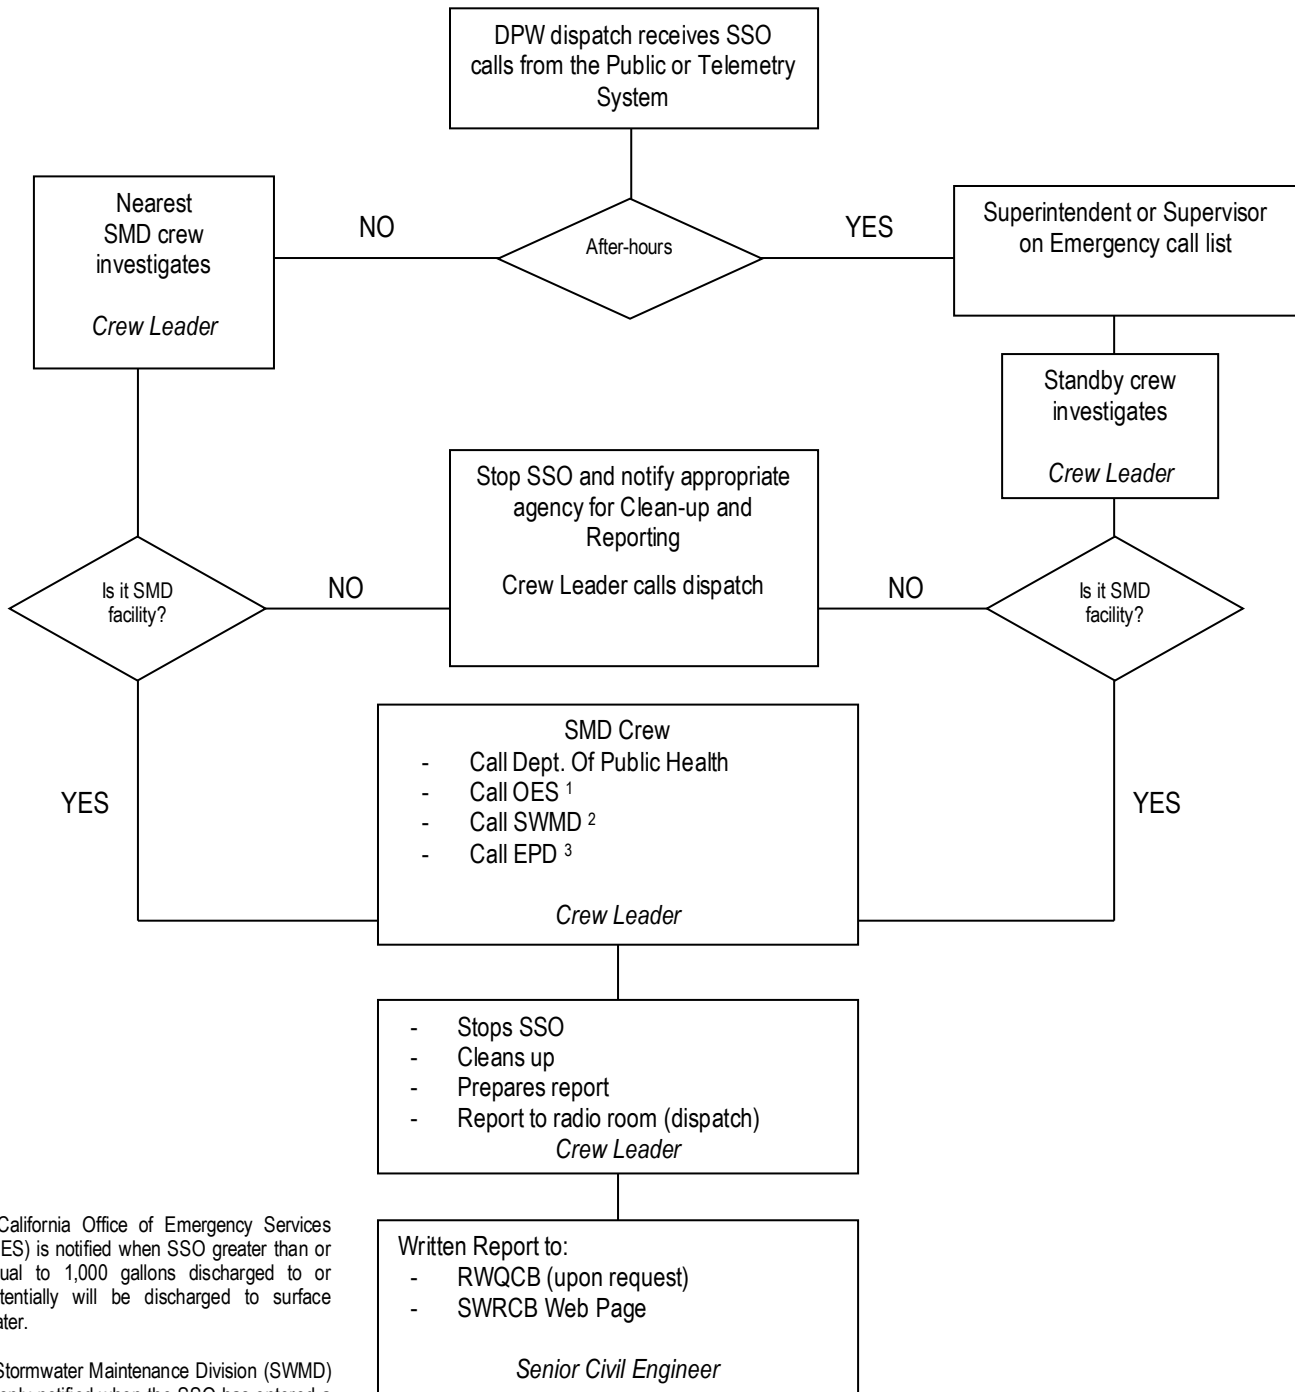 DPW dispatch receives SSO
calls from the Public or Telemetry
System
Nearest
SMD crew
investigates
Crew Leader
NO
After-hours
YES
Superintendent or Supervisor
on Emergency call list
Standby crew
investigates
Crew Leader
Stop SSO and notify appropriate
agency for Clean-up and
Reporting
Crew Leader calls dispatch
Is it SMD
facility?
NO
NO
Is it SMD
facility?
YES
SMD Crew
- Call Dept. Of Public Health
- Call OES 1
- Call SWMD 2
- Call EPD 3
Crew Leader
YES
- Stops SSO
- Cleans up
- Prepares report
- Report to radio room (dispatch)
Crew Leader
Written Report to:
- RWQCB (upon request)
- SWRCB Web Page
Senior Civil Engineer
California Office of Emergency Services
ES) is notified when SSO greater than or
ual to 1,000 gallons discharged to or
tentially will be discharged to surface
ater.
Stormwater Maintenance Division (SWMD)
only notified when the SSO has entered a